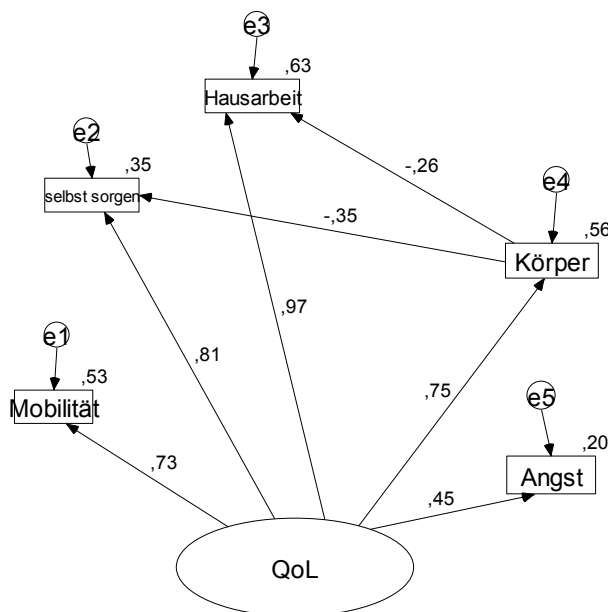 e3
,63
Hausarbeit
e2
,35
selbst sorgen
-,26
e4
-,35
,56
Körper
,97
e1
,81
,53
Mobilität
,75
e5
,73
,20
Angst
,45
QoL